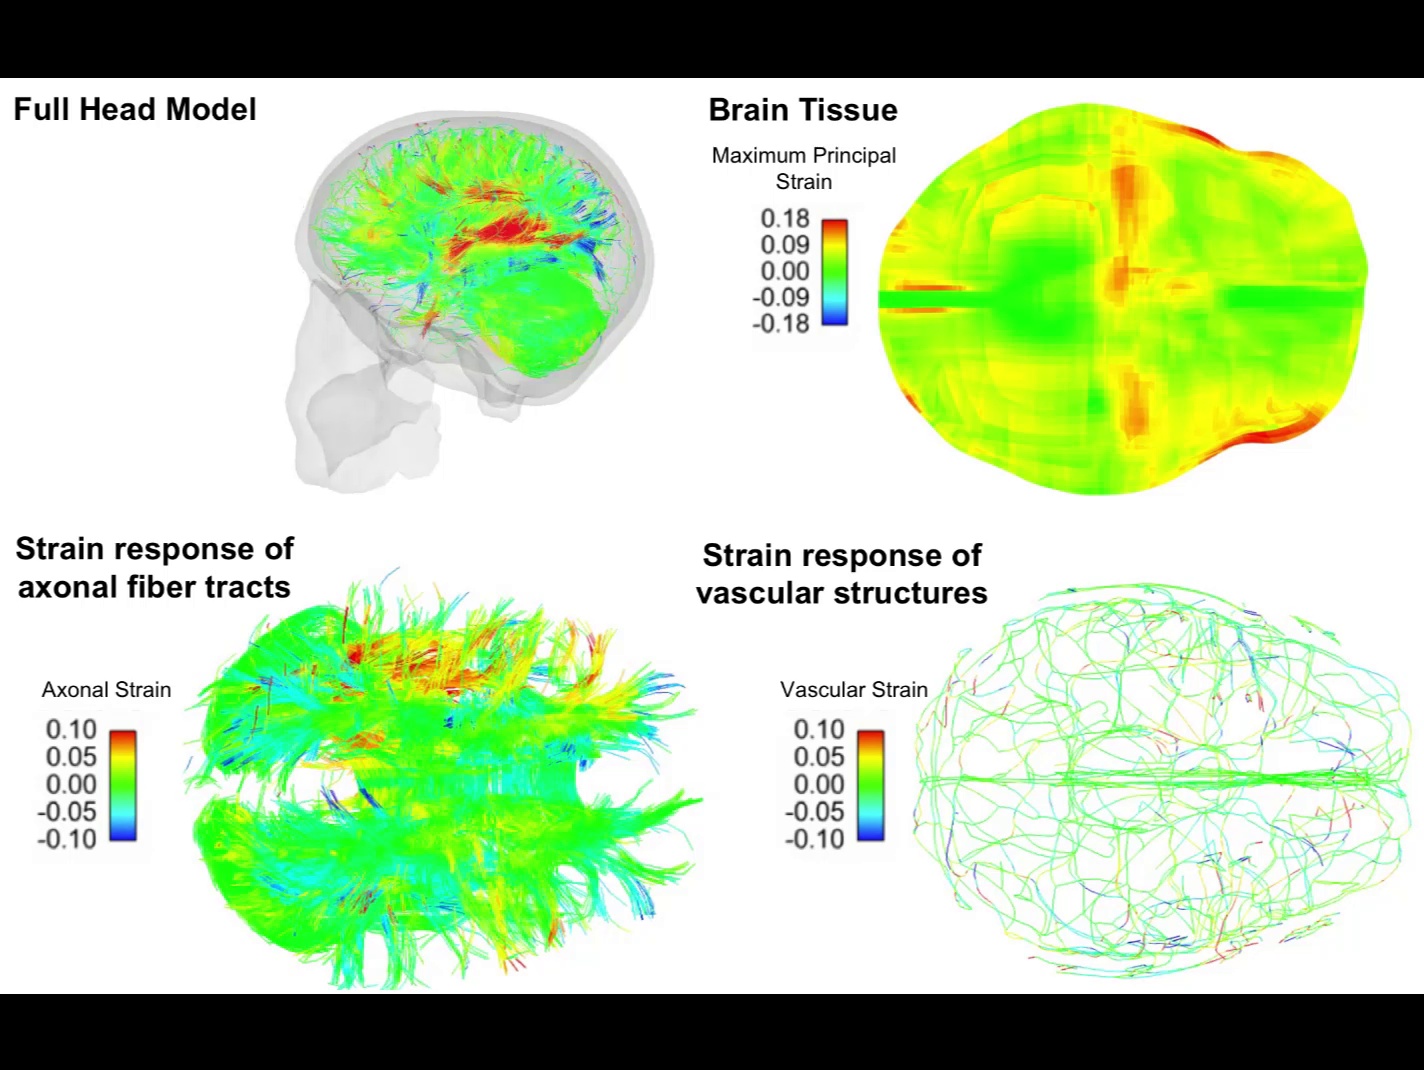 Full Head Model
Brain Tissue
Maximum Principal
Strain
0.18
0.09
0.00
-0.09
-0.18
Strain response of
axonal fiber tracts
Axonal Strain
0.10
0.05
0.00
-0.05
-0.10
Strain response of
vascular structures
Vascular Strain
0.10
0.05
0.00
-0.05
-0.10